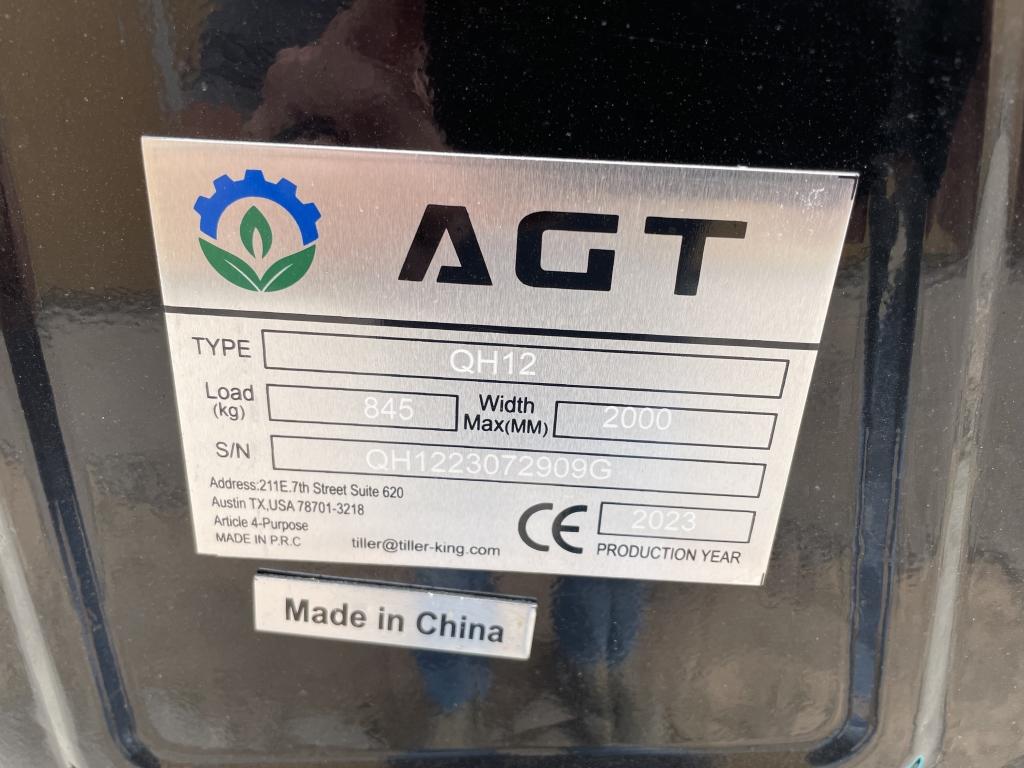 AGT
TYPE QH12
Load (kg) 845 Width Max(MM) 2000
S/N QH1223072909G
Address:211E.7th Street Suite 620
Austin TX,USA 78701-3218
Article 4-Purpose
MADE IN P.R.C tiller@tiller-king.com
CE 2023
PRODUCTION YEAR
Made in China